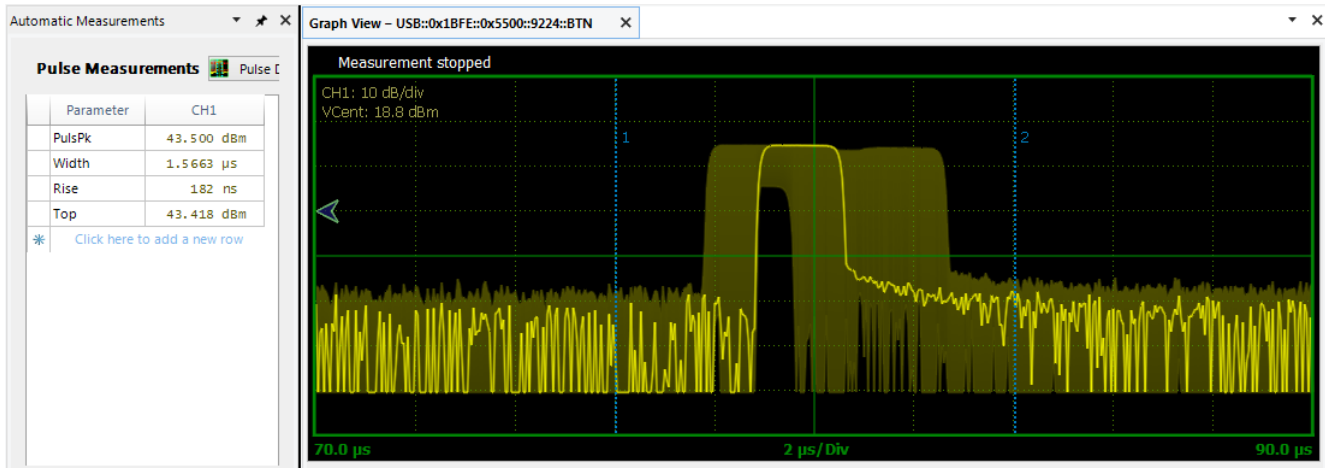 Automatic Measurements
Pulse Measurements Pulse D
Parameter CH1
PulsPk 43.500 dBm
Width 1.5663 µs
Rise 182 ns
Top 43.418 dBm
Click here to add a new row
Graph View – USB::0x1BFE::0x5500::9224::BTN
Measurement stopped
CH1: 10 dB/div
VCent: 18.8 dBm
1
2
70.0 µs 2 µs/Div 90.0 µs